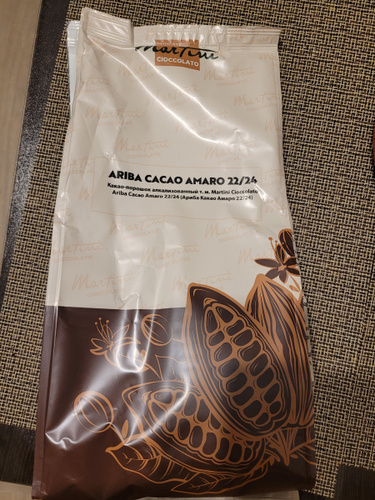 Martini
CIOCCOLATO
ARIBA CACAO AMARO 22/24
Какао-порошок алкализованный т. м. Martini Cioccolato
Ariba Cacao Amaro 22/24 (Ариба Какао Амаро 22/24)